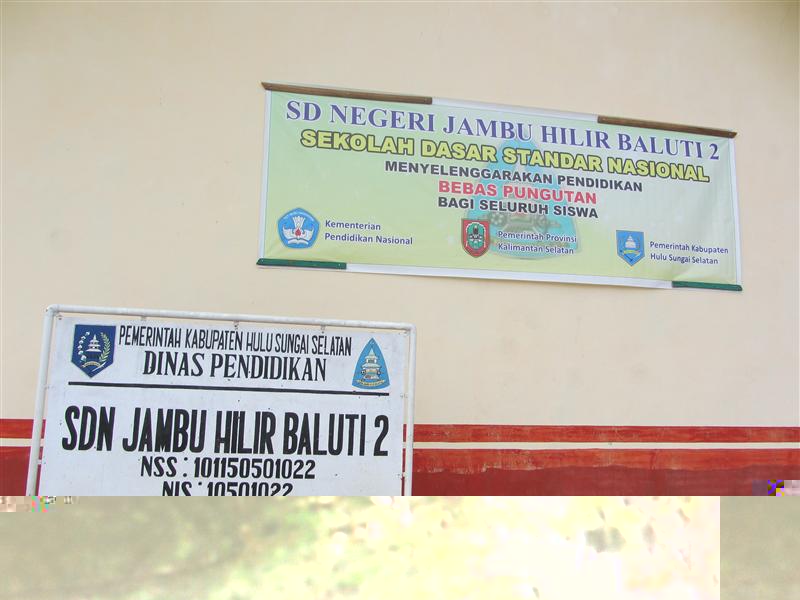 SD NEGERI JAMBU HILIR BALUTI 2
SEKOLAH DASAR STANDAR NASIONAL
MENYELENGGARAKAN PENDIDIKAN
BEBAS PUNGUTAN
BAGI SELURUH SISWA
Kementerian
Pendidikan Nasional
Pemerintah Provinsi
Kalimantan Selatan
Pemerintah Kabupaten
Hulu Sungai Selatan
PEMERINTAH KABUPATEN HULU SUNGAI SELATAN
DINAS PENDIDIKAN
SDN JAMBU HILIR BALUTI 2
NSS : 101150501022
NIS : 10501022